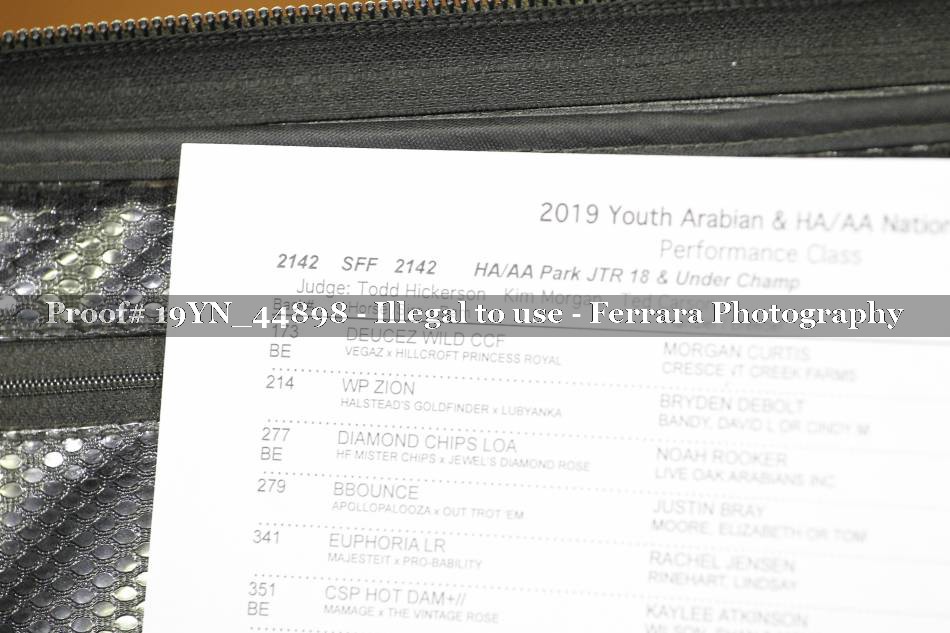 2019 Youth Arabian & HA/AA Nation
Performance Class
2142 SFF 2142 HA/AA Park JTR 18 & Under Champ
Judge: Todd Hickerson Kim Morgan Ted Carson
Proof# 19YN_44898 - Illegal to use - Ferrara Photography
173 DEUCEZ WILD CCF MORGAN CURTIS
BE VEGAZ x HILLCROFT PRINCESS ROYAL CRESCENT CREEK FARMS
214 WP ZION BRYDEN DEBOLT
HALSTEAD'S GOLDFINDER x LUBYANKA BANDY, DAVID L OR CINDY M
277 DIAMOND CHIPS LOA NOAH ROOKER
BE HF MISTER CHIPS x JEWEL'S DIAMOND ROSE LIVE OAK ARABIANS INC
279 BBOUNCE JUSTIN BRAY
APOLLOPALOOZA x OUT TROT 'EM MOORE, ELIZABETH OR TOM
341 EUPHORIA LR RACHEL JENSEN
MAJESTEIT x PRO-BABILITY RINEHART, LINDSAY
351 CSP HOT DAM+// KAYLEE ATKINSON
BE MAMAGE x THE VINTAGE ROSE